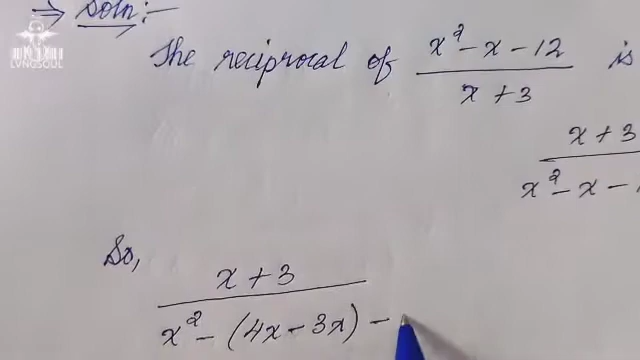 LVNGSOUL
⇒ Soln:-
The reciprocal of (x² - x - 12)/(x + 3) is
(x + 3)/(x² - x -
So,
(x + 3)/(x² - (4x - 3x) -